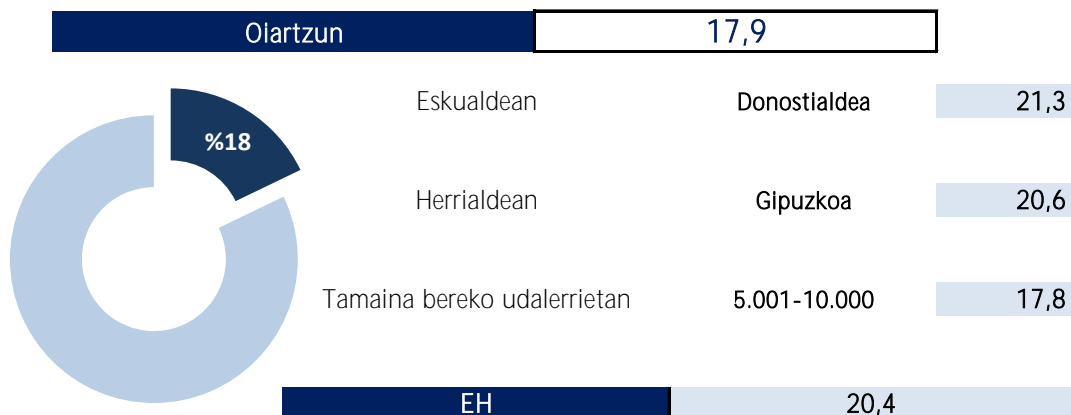 Oiartzun 17,9
%18
Eskualdean Donostialdea 21,3
Herrialdean Gipuzkoa 20,6
Tamaina bereko udalerrietan 5.001-10.000 17,8
EH 20,4